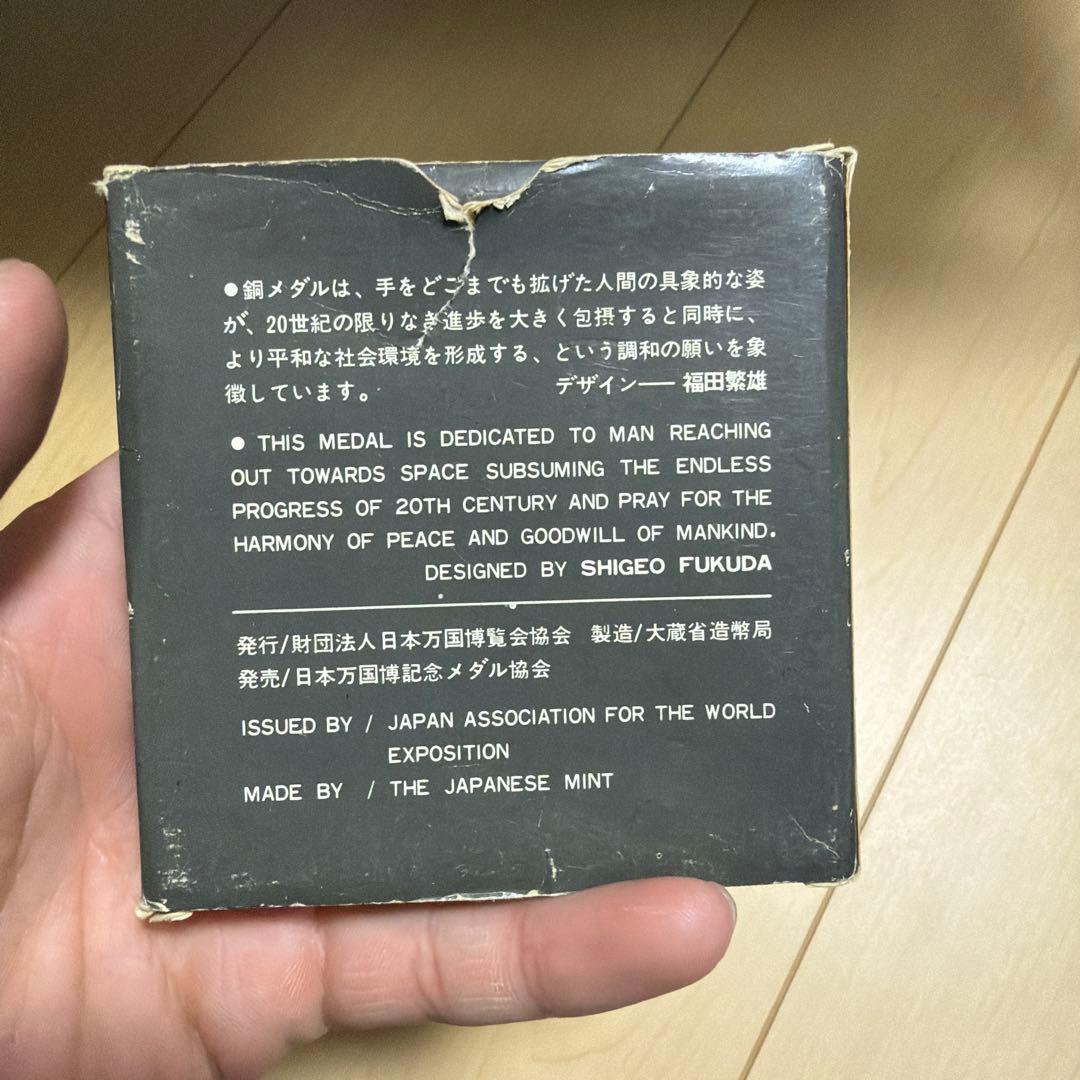 ●銅メダルは、手をどこまでも拡げた人間の具象的な姿
が、20世紀の限りなき進歩を大きく包摂すると同時に、
より平和な社会環境を形成する、という調和の願いを象
徴しています。 デザイン── 福田繁雄
● THIS MEDAL IS DEDICATED TO MAN REACHING
OUT TOWARDS SPACE SUBSUMING THE ENDLESS
PROGRESS OF 20TH CENTURY AND PRAY FOR THE
HARMONY OF PEACE AND GOODWILL OF MANKIND.
DESIGNED BY SHIGEO FUKUDA
発行/財団法人日本万国博覧会協会 製造/大蔵省造幣局
発売/日本万国博記念メダル協会
ISSUED BY / JAPAN ASSOCIATION FOR THE WORLD
EXPOSITION
MADE BY / THE JAPANESE MINT